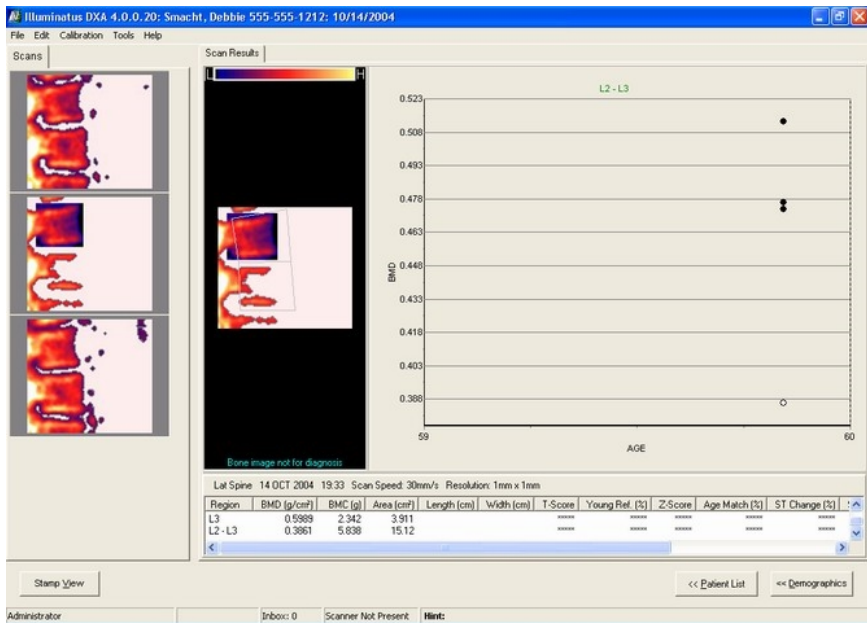 Illuminatus DXA 4.0.0.20: Smacht, Debbie 555-555-1212: 10/14/2004
File Edit Calibration Tools Help
Scans
Scan Results
L H
L2 - L3
0.523
0.508
0.493
0.478
0.463
0.448
0.433
0.418
0.403
0.388
BMD
59 60
AGE
Bone image not for diagnosis
Lat Spine 14 OCT 2004 19:33 Scan Speed: 30mm/s Resolution: 1mm x 1mm
Region BMD (g/cm²) BMC (g) Area (cm²) Length (cm) Width (cm) T-Score Young Ref. (%) Z-Score Age Match (%) ST Change (%)
L3 0.5989 2.342 3.911 ***** ***** ***** ***** *****
L2 - L3 0.3861 5.838 15.12 ***** ***** ***** ***** *****
Stamp View << Patient List << Demographics
Administrator Inbox: 0 Scanner Not Present Hint: